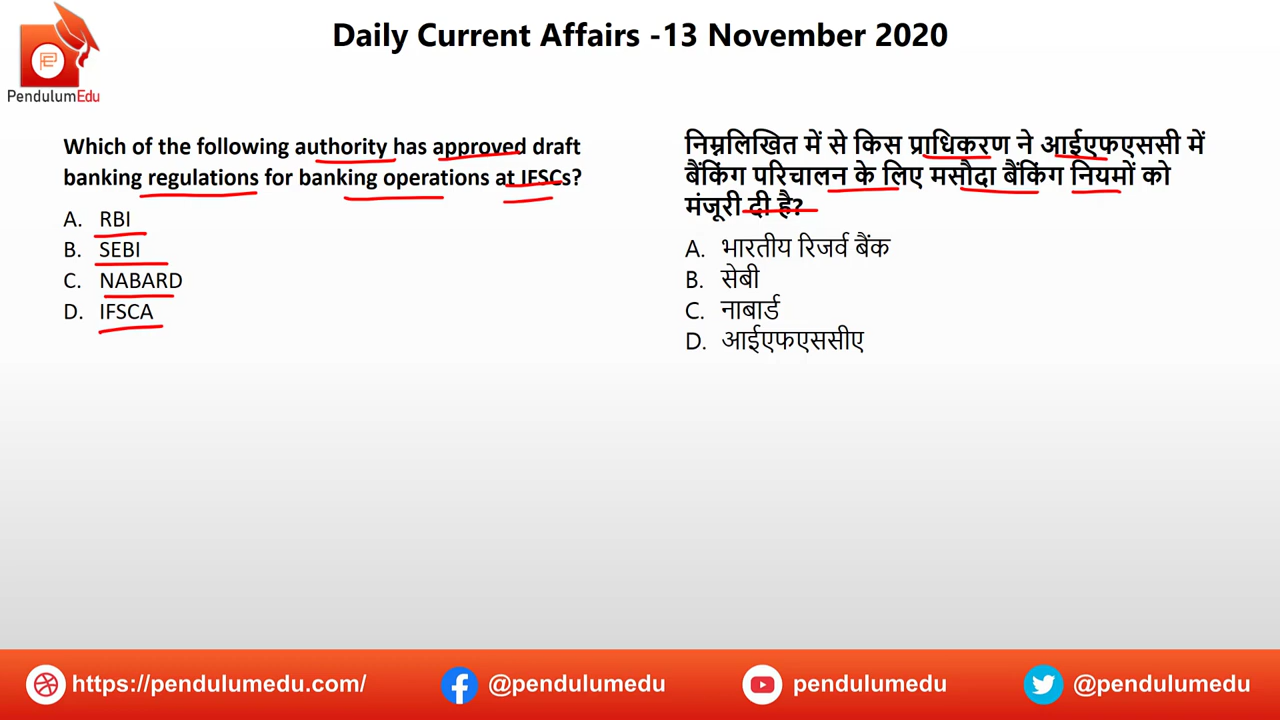 Daily Current Affairs -13 November 2020
PendulumEdu
Which of the following authority has approved draft
banking regulations for banking operations at IFSCs?
A. RBI
B. SEBI
C. NABARD
D. IFSCA
निम्नलिखित में से किस प्राधिकरण ने आईएफएससी में
बैंकिंग परिचालन के लिए मसौदा बैंकिंग नियमों को
मंजूरी दी है?
A. भारतीय रिजर्व बैंक
B. सेबी
C. नाबार्ड
D. आईएफएससीए
https://pendulumedu.com/ @pendulumedu pendulumedu @pendulumedu